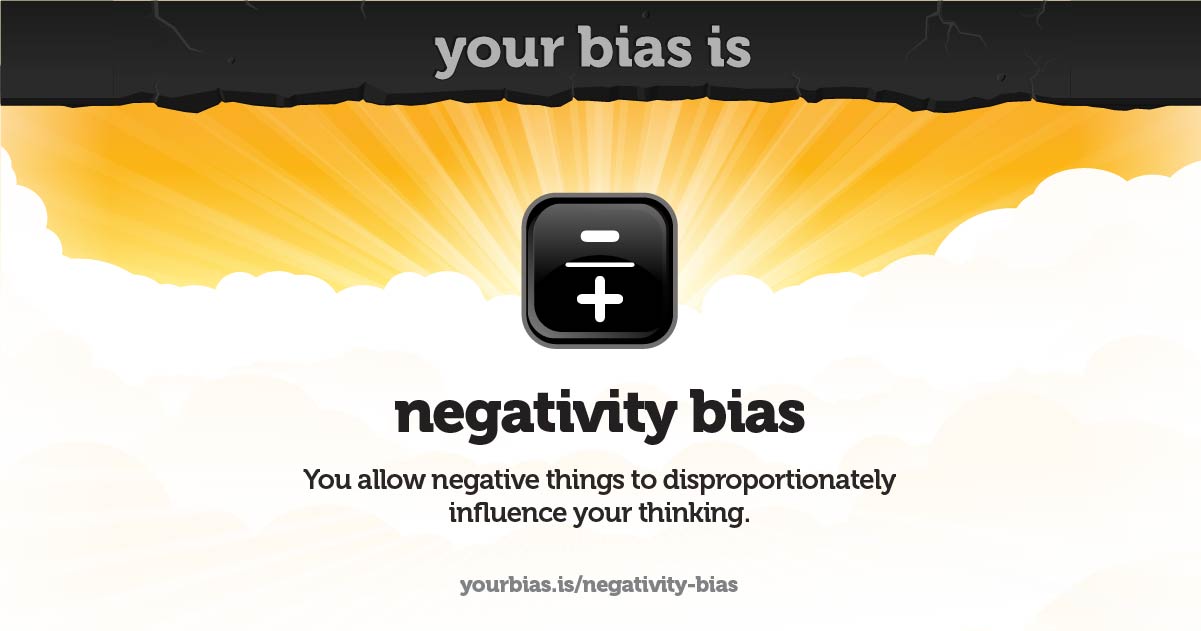 your bias is
negativity bias
You allow negative things to disproportionately
influence your thinking.
yourbias.is/negativity-bias